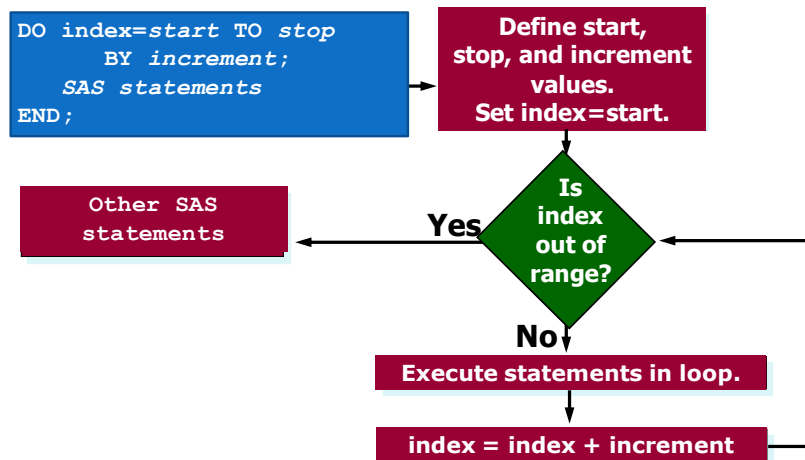 DO index=start TO stop
BY increment;
SAS statements
END;
Define start,
stop, and increment
values.
Set index=start.
Is
index
out of
range?
Yes
Other SAS
statements
No
Execute statements in loop.
index = index + increment